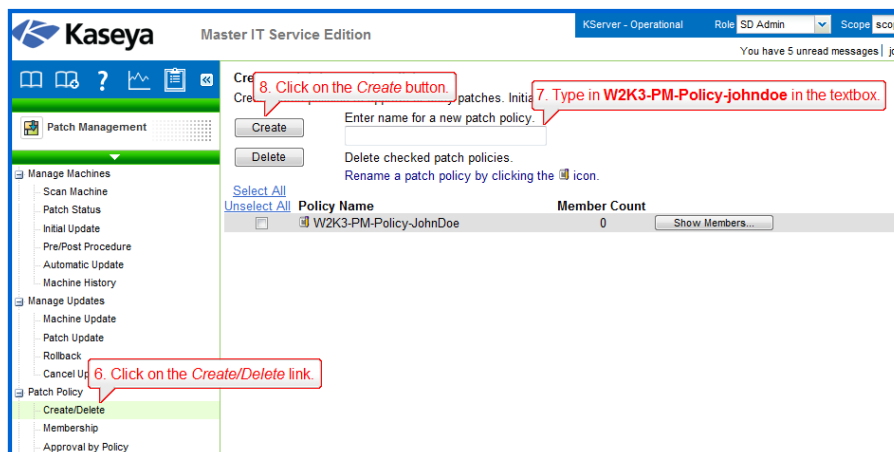 Kaseya
Master IT Service Edition
KServer - Operational
Role SD Admin
Scope scop
You have 5 unread messages
Patch Management
Manage Machines
Scan Machine
Patch Status
Initial Update
Pre/Post Procedure
Automatic Update
Machine History
Manage Updates
Machine Update
Patch Update
Rollback
Cancel Up
6. Click on the Create/Delete link.
Patch Policy
Create/Delete
Membership
Approval by Policy
8. Click on the Create button.
patches. Initia
7. Type in W2K3-PM-Policy-johndoe in the textbox.
Create
Enter name for a new patch policy.
Delete
Delete checked patch policies.
Rename a patch policy by clicking the icon.
Select All
Unselect All
Policy Name
Member Count
W2K3-PM-Policy-JohnDoe
0
Show Members...